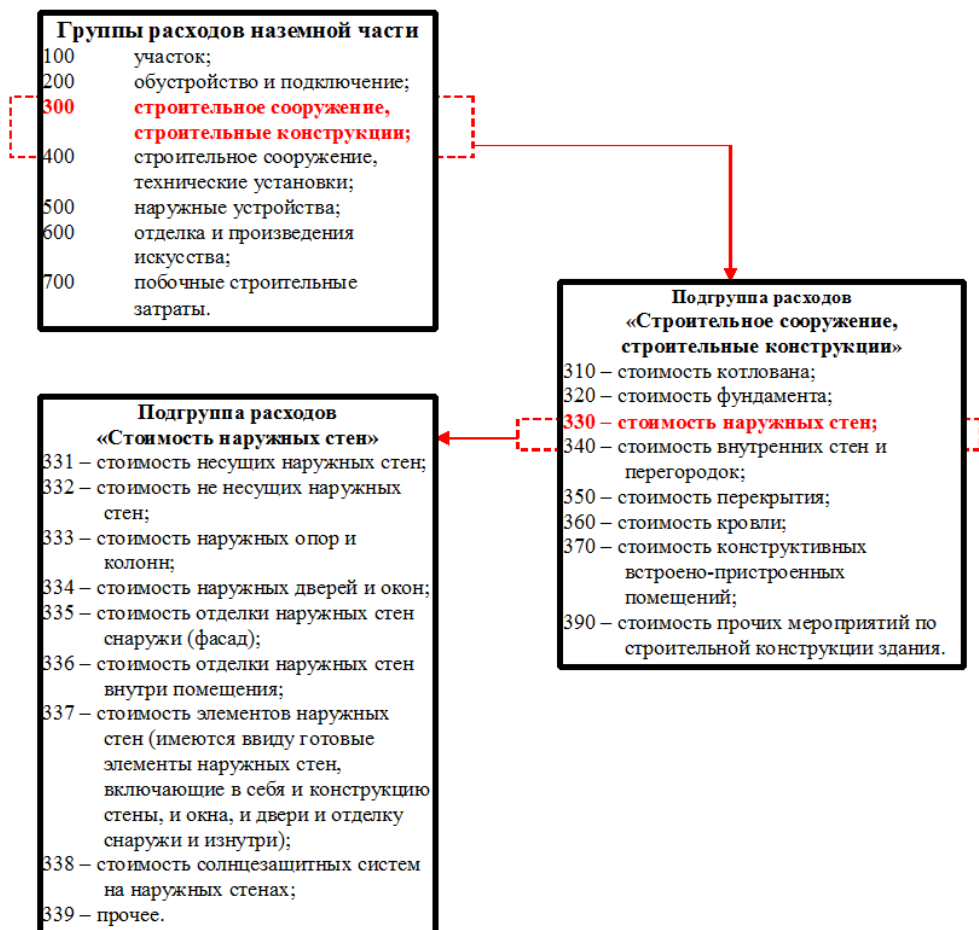 Группы расходов наземной части
100 участок;
200 обустройство и подключение;
300 строительное сооружение,
строительные конструкции;
400 строительное сооружение,
технические установки;
500 наружные устройства;
600 отделка и произведения
искусства;
700 побочные строительные
затраты.
Подгруппа расходов
«Строительное сооружение,
строительные конструкции»
310 – стоимость котлована;
320 – стоимость фундамента;
330 – стоимость наружных стен;
340 – стоимость внутренних стен и
перегородок;
350 – стоимость перекрытия;
360 – стоимость кровли;
370 – стоимость конструктивных
встроено-пристроенных
помещений;
390 – стоимость прочих мероприятий по
строительной конструкции здания.
Подгруппа расходов
«Стоимость наружных стен»
331 – стоимость несущих наружных стен;
332 – стоимость не несущих наружных
стен;
333 – стоимость наружных опор и
колонн;
334 – стоимость наружных дверей и окон;
335 – стоимость отделки наружных стен
снаружи (фасад);
336 – стоимость отделки наружных стен
внутри помещения;
337 – стоимость элементов наружных
стен (имеются ввиду готовые
элементы наружных стен,
включающие в себя и конструкцию
стены, и окна, и двери и отделку
снаружи и изнутри);
338 – стоимость солнцезащитных систем
на наружных стенах;
339 – прочее.